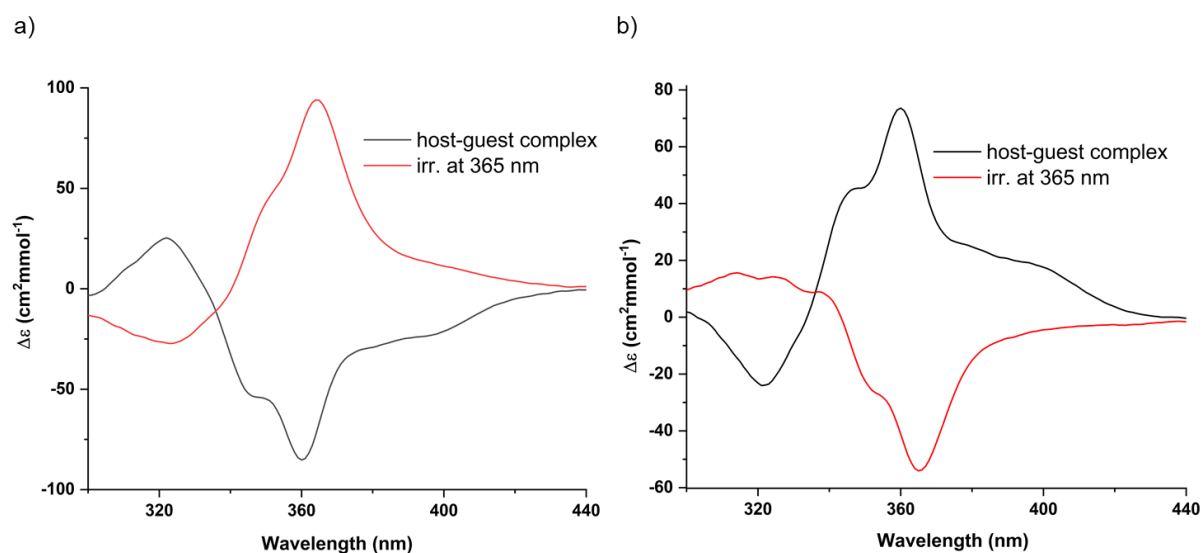 a)
100
50
0
-50
-100
Δε (cm²mmol⁻¹)
host-guest complex
irr. at 365 nm
320
360
400
440
Wavelength (nm)
b)
80
60
40
20
0
-20
-40
-60
Δε (cm²mmol⁻¹)
host-guest complex
irr. at 365 nm
320
360
400
440
Wavelength (nm)